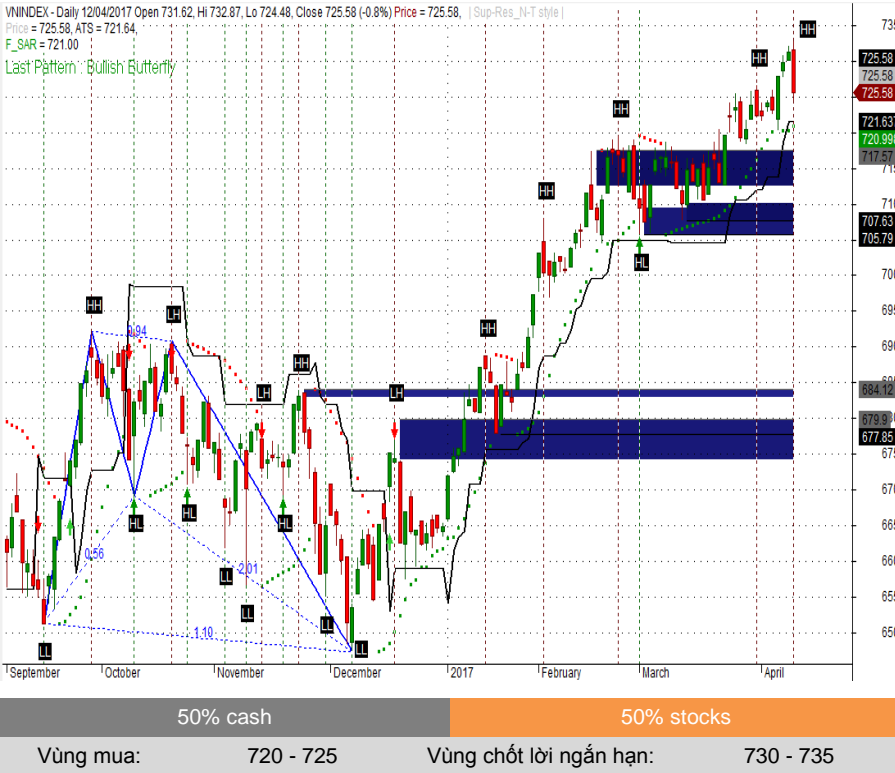 VNINDEX - Daily 12/04/2017 Open 731.62, Hi 732.87, Lo 724.48, Close 725.58 (-0.8%) Price = 725.58, | Sup-Res_N-T style |
Price = 725.58, ATS = 721.64,
F_SAR = 721.00
Last Pattern : Bullish Butterfly
HH
HH
725.58
725.58
725.58
HH
721.637
720.998
717.57
HH
707.63
705.79
HL
HH
LH
0.94
HH
HH
LH
LH
684.12
679.9
677.85
HL
HL
HL
0.56
LL
2.01
LL
LL
1.10
LL
LL
September
October
November
December
2017
February
March
April
50% cash
50% stocks
Vùng mua:
720 - 725
Vùng chốt lời ngắn hạn:
730 - 735